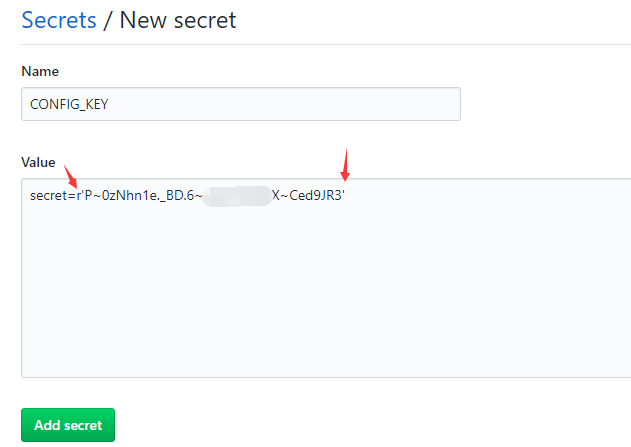 Secrets / New secret
Name
CONFIG_KEY
Value
secret=r'P~0zNhn1e._BD.6~ X~Ced9JR3'
Add secret